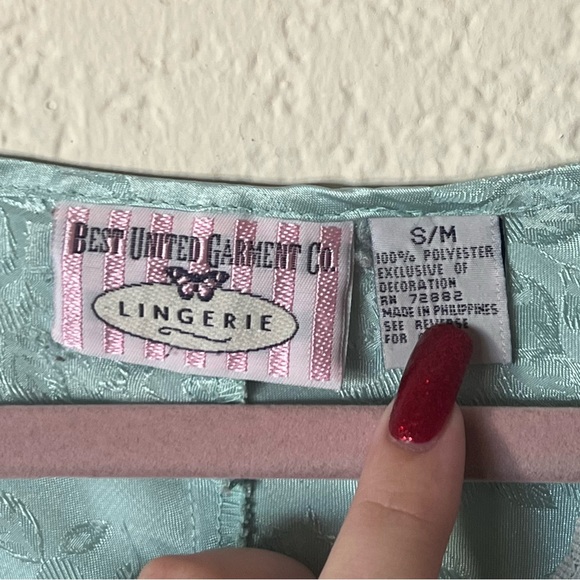 BEST UNITED GARMENT CO.
LINGERIE
S/M
100% POLYESTER
EXCLUSIVE OF
DECORATION
RN 72882
MADE IN PHILIPPINES
SEE REVERSE
FOR